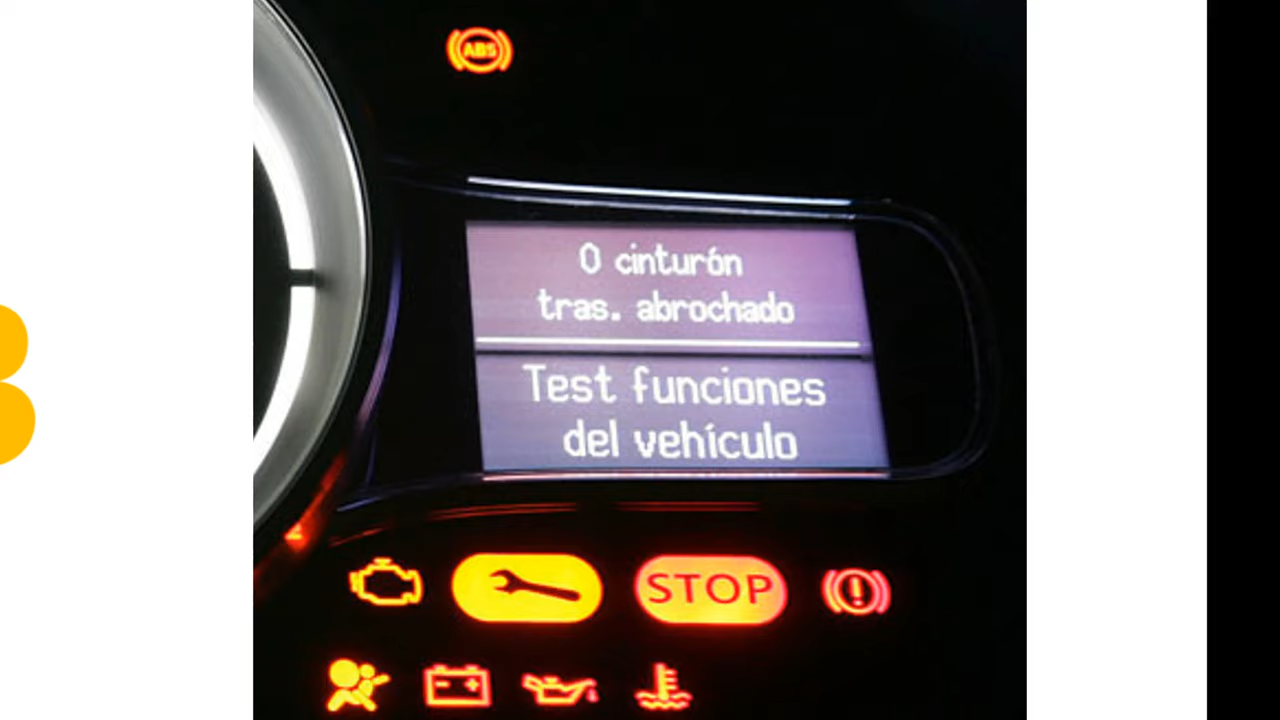 ABS
0 cinturón
tras. abrochado
Test funciones
del vehículo
STOP